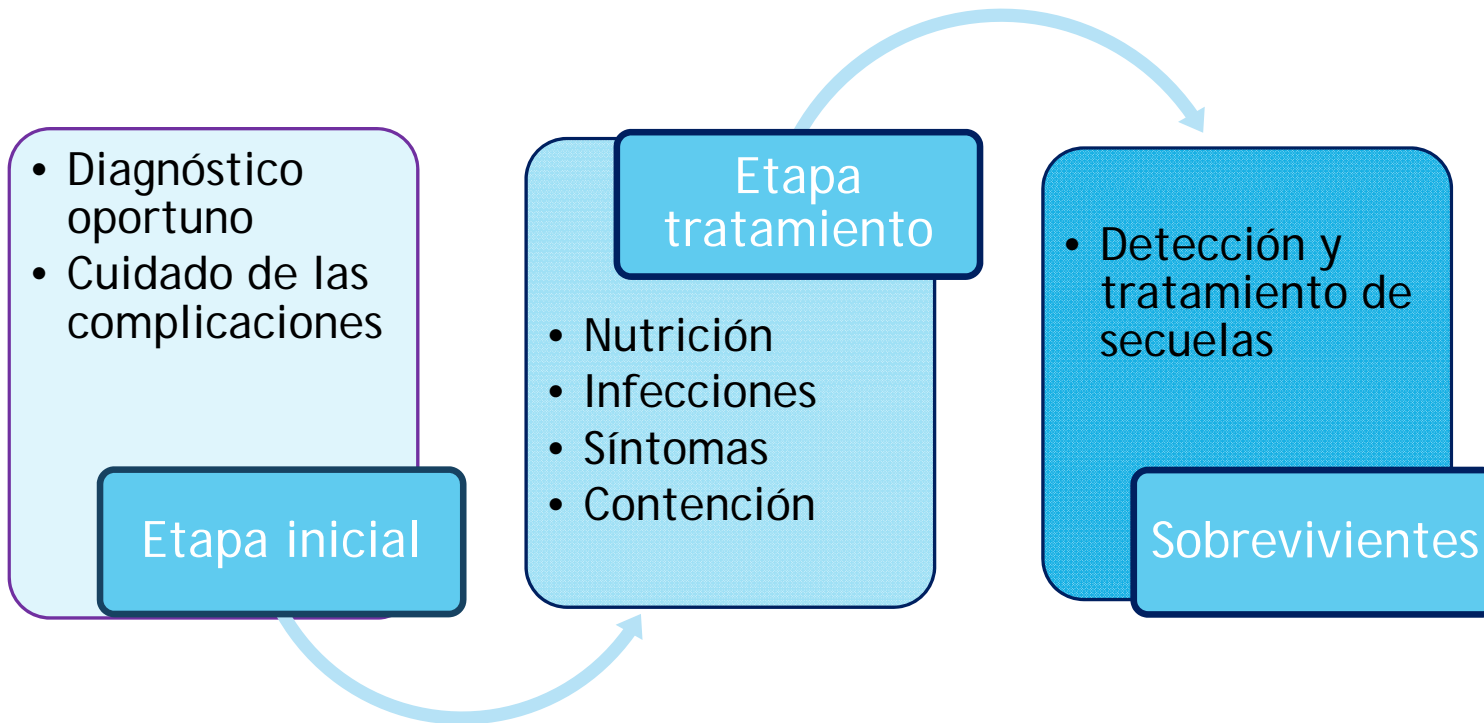 • Diagnóstico
oportuno
• Cuidado de las
complicaciones
Etapa inicial
Etapa
tratamiento
• Nutrición
• Infecciones
• Síntomas
• Contención
• Detección y
tratamiento de
secuelas
Sobrevivientes